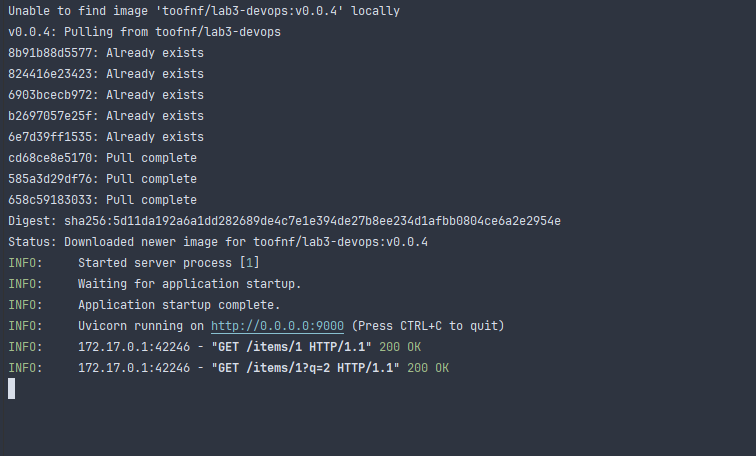 Unable to find image 'toofnf/lab3-devops:v0.0.4' locally
v0.0.4: Pulling from toofnf/lab3-devops
8b91b88d5577: Already exists
824416e23423: Already exists
6903bcecb972: Already exists
b2697057e25f: Already exists
6e7d39ff1535: Already exists
cd68ce8e5170: Pull complete
585a3d29df76: Pull complete
658c59183033: Pull complete
Digest: sha256:5d11da192a6a1dd282689de4c7e1e394de27b8ee234d1afbb0804ce6a2e2954e
Status: Downloaded newer image for toofnf/lab3-devops:v0.0.4
INFO:     Started server process [1]
INFO:     Waiting for application startup.
INFO:     Application startup complete.
INFO:     Uvicorn running on http://0.0.0.0:9000 (Press CTRL+C to quit)
INFO:     172.17.0.1:42246 - "GET /items/1 HTTP/1.1" 200 OK
INFO:     172.17.0.1:42246 - "GET /items/1?q=2 HTTP/1.1" 200 OK